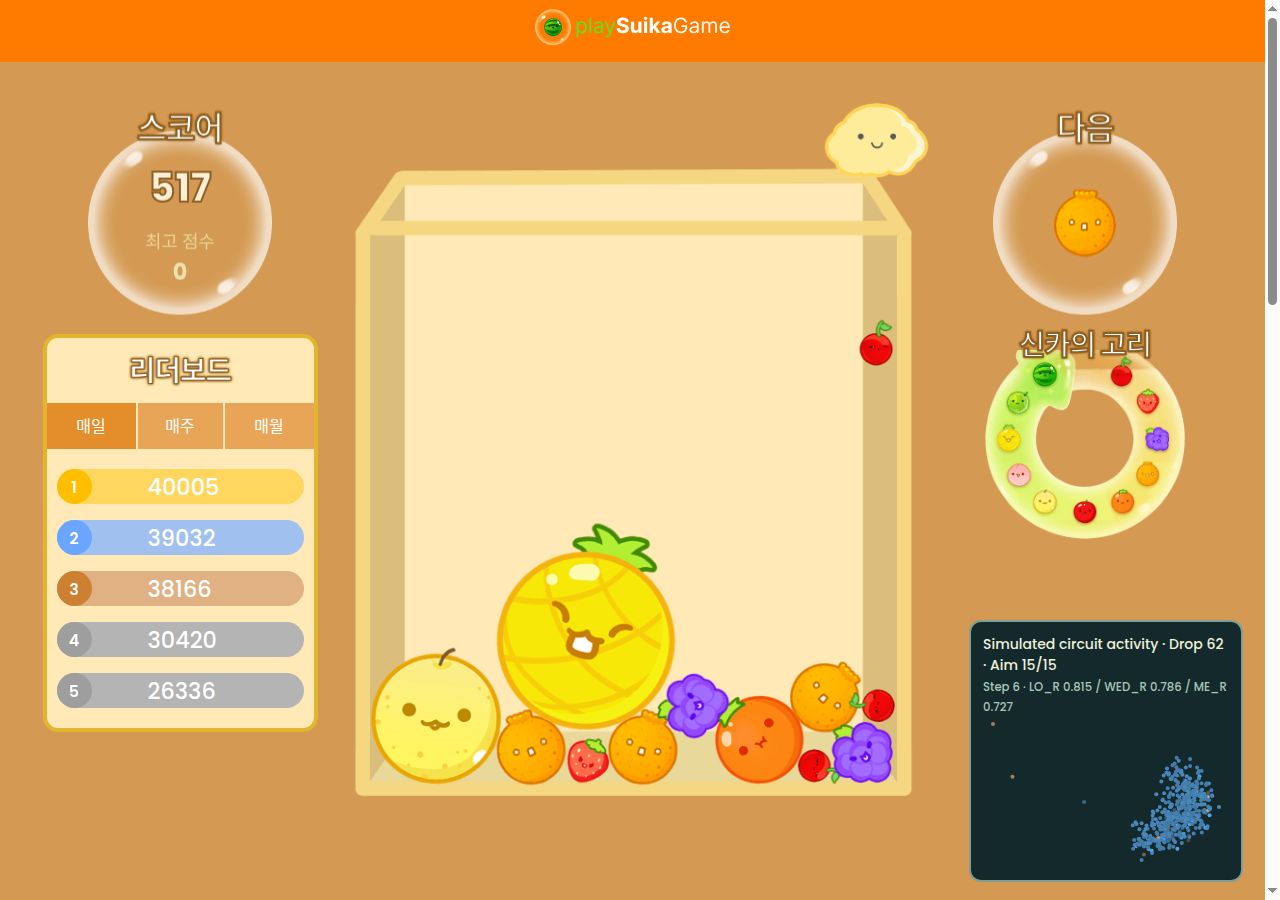 playSuikaGame
스코어
517
최고 점수
0
리더보드
매일 매주 매월
1 40005
2 39032
3 38166
4 30420
5 26336
다음
신카의 고리
Simulated circuit activity · Drop 62
· Aim 15/15
Step 6 · LO_R 0.815 / WED_R 0.786 / ME_R
0.727